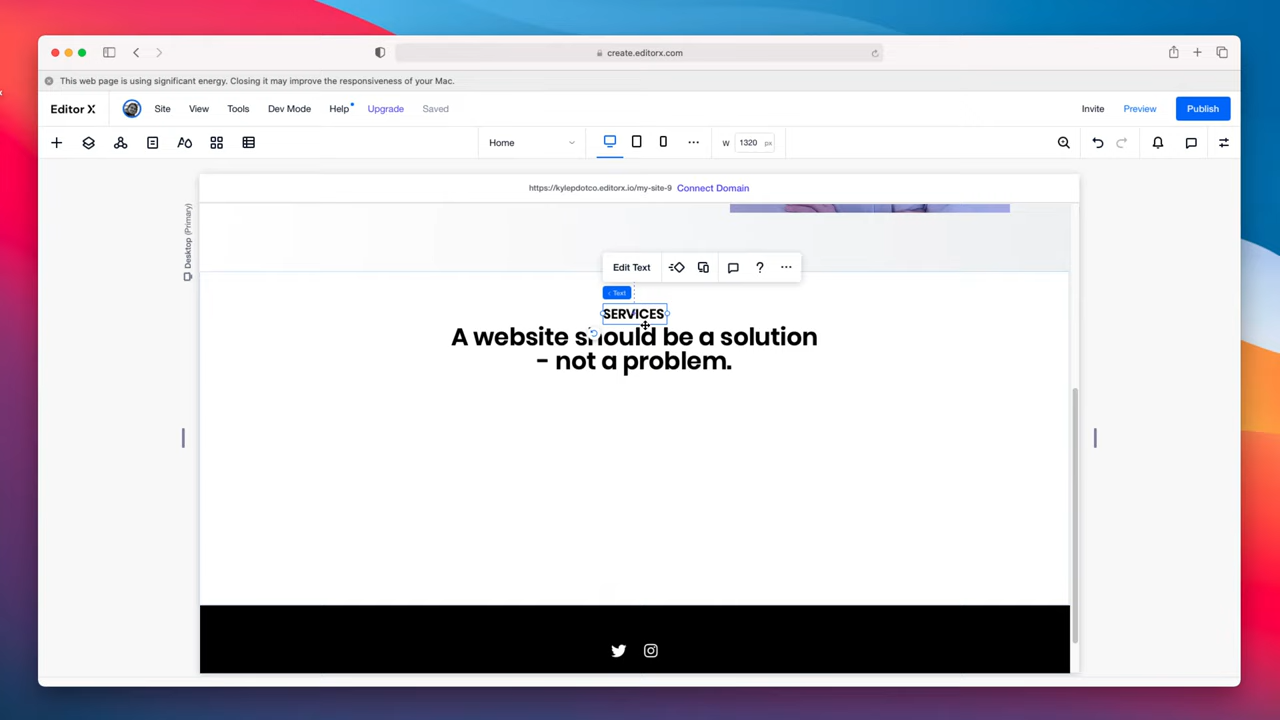 create.editorx.com
This web page is using significant energy. Closing it may improve the responsiveness of your Mac.
Editor X Site View Tools Dev Mode Help Upgrade Saved Invite Preview Publish
Home W 1320 px
https://kylepdotco.editorx.io/my-site-9 Connect Domain
Desktop (Primary)
Edit Text
< Text
SERVICES
A website should be a solution
- not a problem.